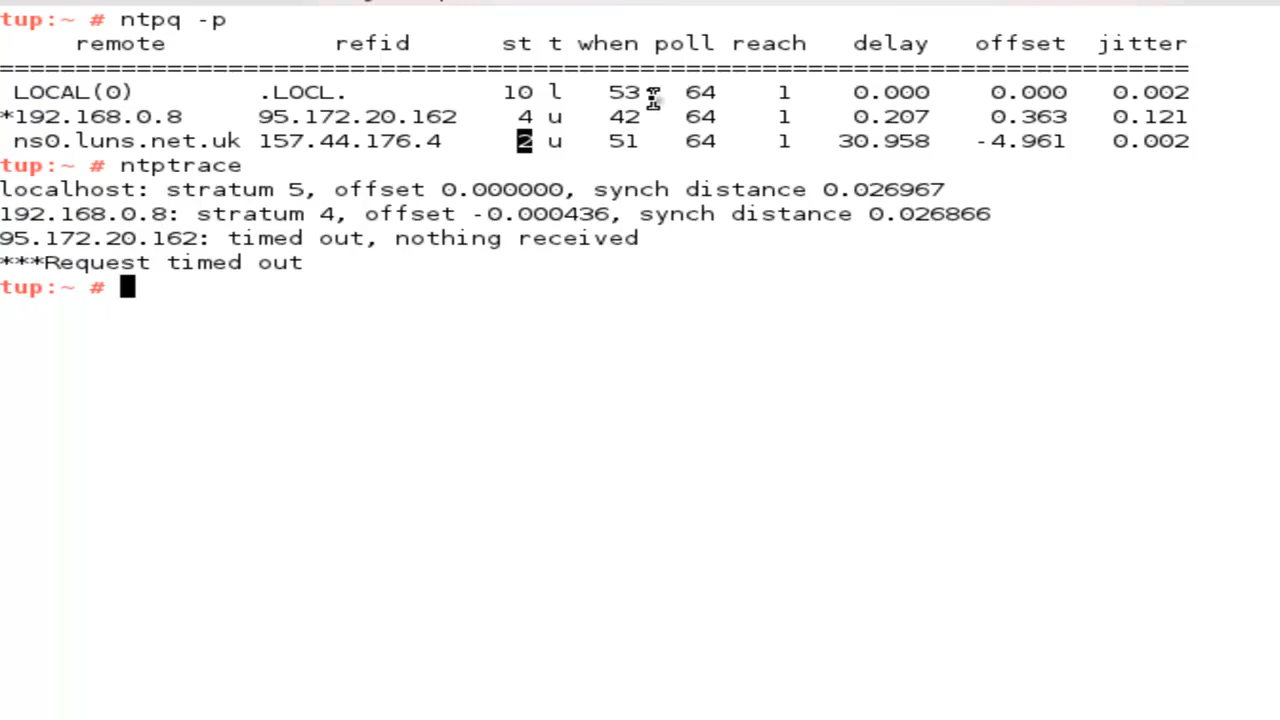 tup:~ # ntpq -p
remote refid st t when poll reach delay offset jitter
==============================================================================
LOCAL(0) .LOCL. 10 l 53 64 1 0.000 0.000 0.002
*192.168.0.8 95.172.20.162 4 u 42 64 1 0.207 0.363 0.121
ns0.luns.net.uk 157.44.176.4 2 u 51 64 1 30.958 -4.961 0.002
tup:~ # ntptrace
localhost: stratum 5, offset 0.000000, synch distance 0.026967
192.168.0.8: stratum 4, offset -0.000436, synch distance 0.026866
95.172.20.162: timed out, nothing received
***Request timed out
tup:~ #